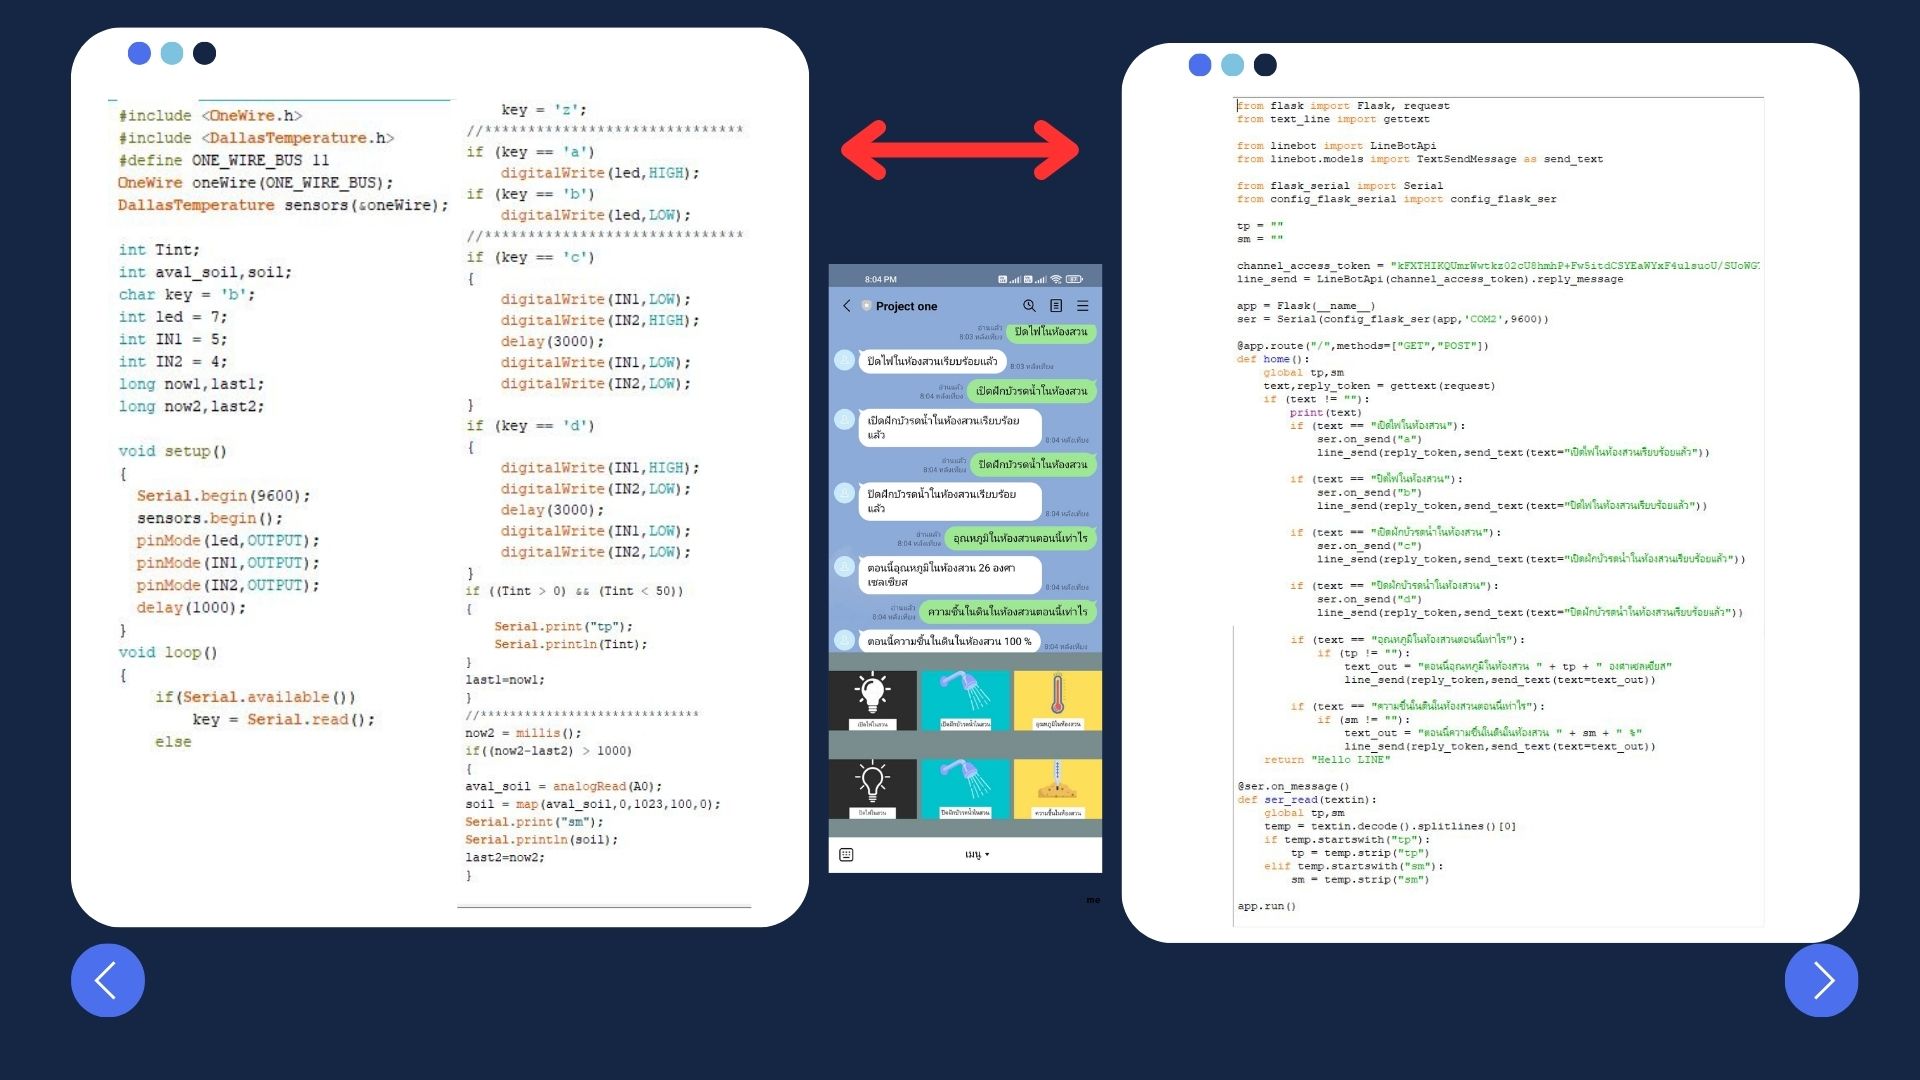 #include <OneWire.h>
#include <DallasTemperature.h>
#define ONE_WIRE_BUS 11
OneWire oneWire(ONE_WIRE_BUS);
DallasTemperature sensors(&oneWire);
int Tint;
int aval_soil,soil;
char key = 'b';
int led = 7;
int IN1 = 5;
int IN2 = 4;
long now1,last1;
long now2,last2;
void setup()
{
Serial.begin(9600);
sensors.begin();
pinMode(led,OUTPUT);
pinMode(IN1,OUTPUT);
pinMode(IN2,OUTPUT);
delay(1000);
}
void loop()
{
if(Serial.available())
key = Serial.read();
else
key = 'z';
//*****************************
if (key == 'a')
digitalWrite(led,HIGH);
if (key == 'b')
digitalWrite(led,LOW);
//*****************************
if (key == 'c')
{
digitalWrite(IN1,LOW);
digitalWrite(IN2,HIGH);
delay(3000);
digitalWrite(IN1,LOW);
digitalWrite(IN2,LOW);
}
if (key == 'd')
{
digitalWrite(IN1,HIGH);
digitalWrite(IN2,LOW);
delay(3000);
digitalWrite(IN1,LOW);
digitalWrite(IN2,LOW);
}
if ((Tint > 0) && (Tint < 50))
{
Serial.print("tp");
Serial.println(Tint);
}
last1=now1;
}
//*****************************
now2 = millis();
if((now2-last2) > 1000)
{
aval_soil = analogRead(A0);
soil = map(aval_soil,0,1023,100,0);
Serial.print("sm");
Serial.println(soil);
last2=now2;
}
8:04 PM
Project one
อ่านแล้ว
8:03 หลังเที่ยง
ปิดไฟในห้องสวน
ปิดไฟในห้องสวนเรียบร้อยแล้ว
8:03 หลังเที่ยง
อ่านแล้ว
8:04 หลังเที่ยง
เปิดฝักบัวรดน้ำในห้องสวน
เปิดฝักบัวรดน้ำในห้องสวนเรียบร้อย
แล้ว
8:04 หลังเที่ยง
อ่านแล้ว
8:04 หลังเที่ยง
ปิดฝักบัวรดน้ำในห้องสวน
ปิดฝักบัวรดน้ำในห้องสวนเรียบร้อย
แล้ว
8:04 หลังเที่ยง
อ่านแล้ว
8:04 หลังเที่ยง
อุณหภูมิในห้องสวนตอนนี้เท่าไร
ตอนนี้อุณหภูมิในห้องสวน 26 องศา
เซลเซียส
8:04 หลังเที่ยง
อ่านแล้ว
8:04 หลังเที่ยง
ความชื้นในดินในห้องสวนตอนนี้เท่าไร
ตอนนี้ความชื้นในดินในห้องสวน 100 %
8:04 หลังเที่ยง
เปิดไฟในสวน
เปิดฝักบัวรดน้ำในสวน
อุณหภูมิในห้องสวน
ปิดไฟในสวน
ปิดฝักบัวรดน้ำในสวน
ความชื้นในห้องสวน
เมนู
me
from flask import Flask, request
from text_line import gettext
from linebot import LineBotApi
from linebot.models import TextSendMessage as send_text
from flask_serial import Serial
from config_flask_serial import config_flask_ser
tp = ""
sm = ""
channel_access_token =
line_send = LineBotApi(channel_access_token).reply_message
app = Flask(__name__)
ser = Serial(config_flask_ser(app,'COM2',9600))
@app.route("/",methods=["GET","POST"])
def home():
global tp,sm
text,reply_token = gettext(request)
if (text != ""):
print(text)
if (text == "เปิดไฟในห้องสวน"):
ser.on_send("a")
line_send(reply_token,send_text(text="เปิดไฟในห้องสวนเรียบร้อยแล้ว"))
if (text == "ปิดไฟในห้องสวน"):
ser.on_send("b")
line_send(reply_token,send_text(text="ปิดไฟในห้องสวนเรียบร้อยแล้ว"))
if (text == "เปิดฝักบัวรดน้ำในห้องสวน"):
ser.on_send("c")
line_send(reply_token,send_text(text="เปิดฝักบัวรดน้ำในห้องสวนเรียบร้อยแล้ว"))
if (text == "ปิดฝักบัวรดน้ำในห้องสวน"):
ser.on_send("d")
line_send(reply_token,send_text(text="ปิดฝักบัวรดน้ำในห้องสวนเรียบร้อยแล้ว"))
if (text == "อุณหภูมิในห้องสวนตอนนี้เท่าไร"):
if (tp != ""):
text_out = "ตอนนี้อุณหภูมิในห้องสวน " + tp + " องศาเซลเซียส"
line_send(reply_token,send_text(text=text_out))
if (text == "ความชื้นในดินในห้องสวนตอนนี้เท่าไร"):
if (sm != ""):
text_out = "ตอนนี้ความชื้นในดินในห้องสวน " + sm + " %"
line_send(reply_token,send_text(text=text_out))
return "Hello LINE"
@ser.on_message()
def ser_read(textin):
global tp,sm
temp = textin.decode().splitlines()[0]
if temp.startswith("tp"):
tp = temp.strip("tp")
elif temp.startswith("sm"):
sm = temp.strip("sm")
app.run()